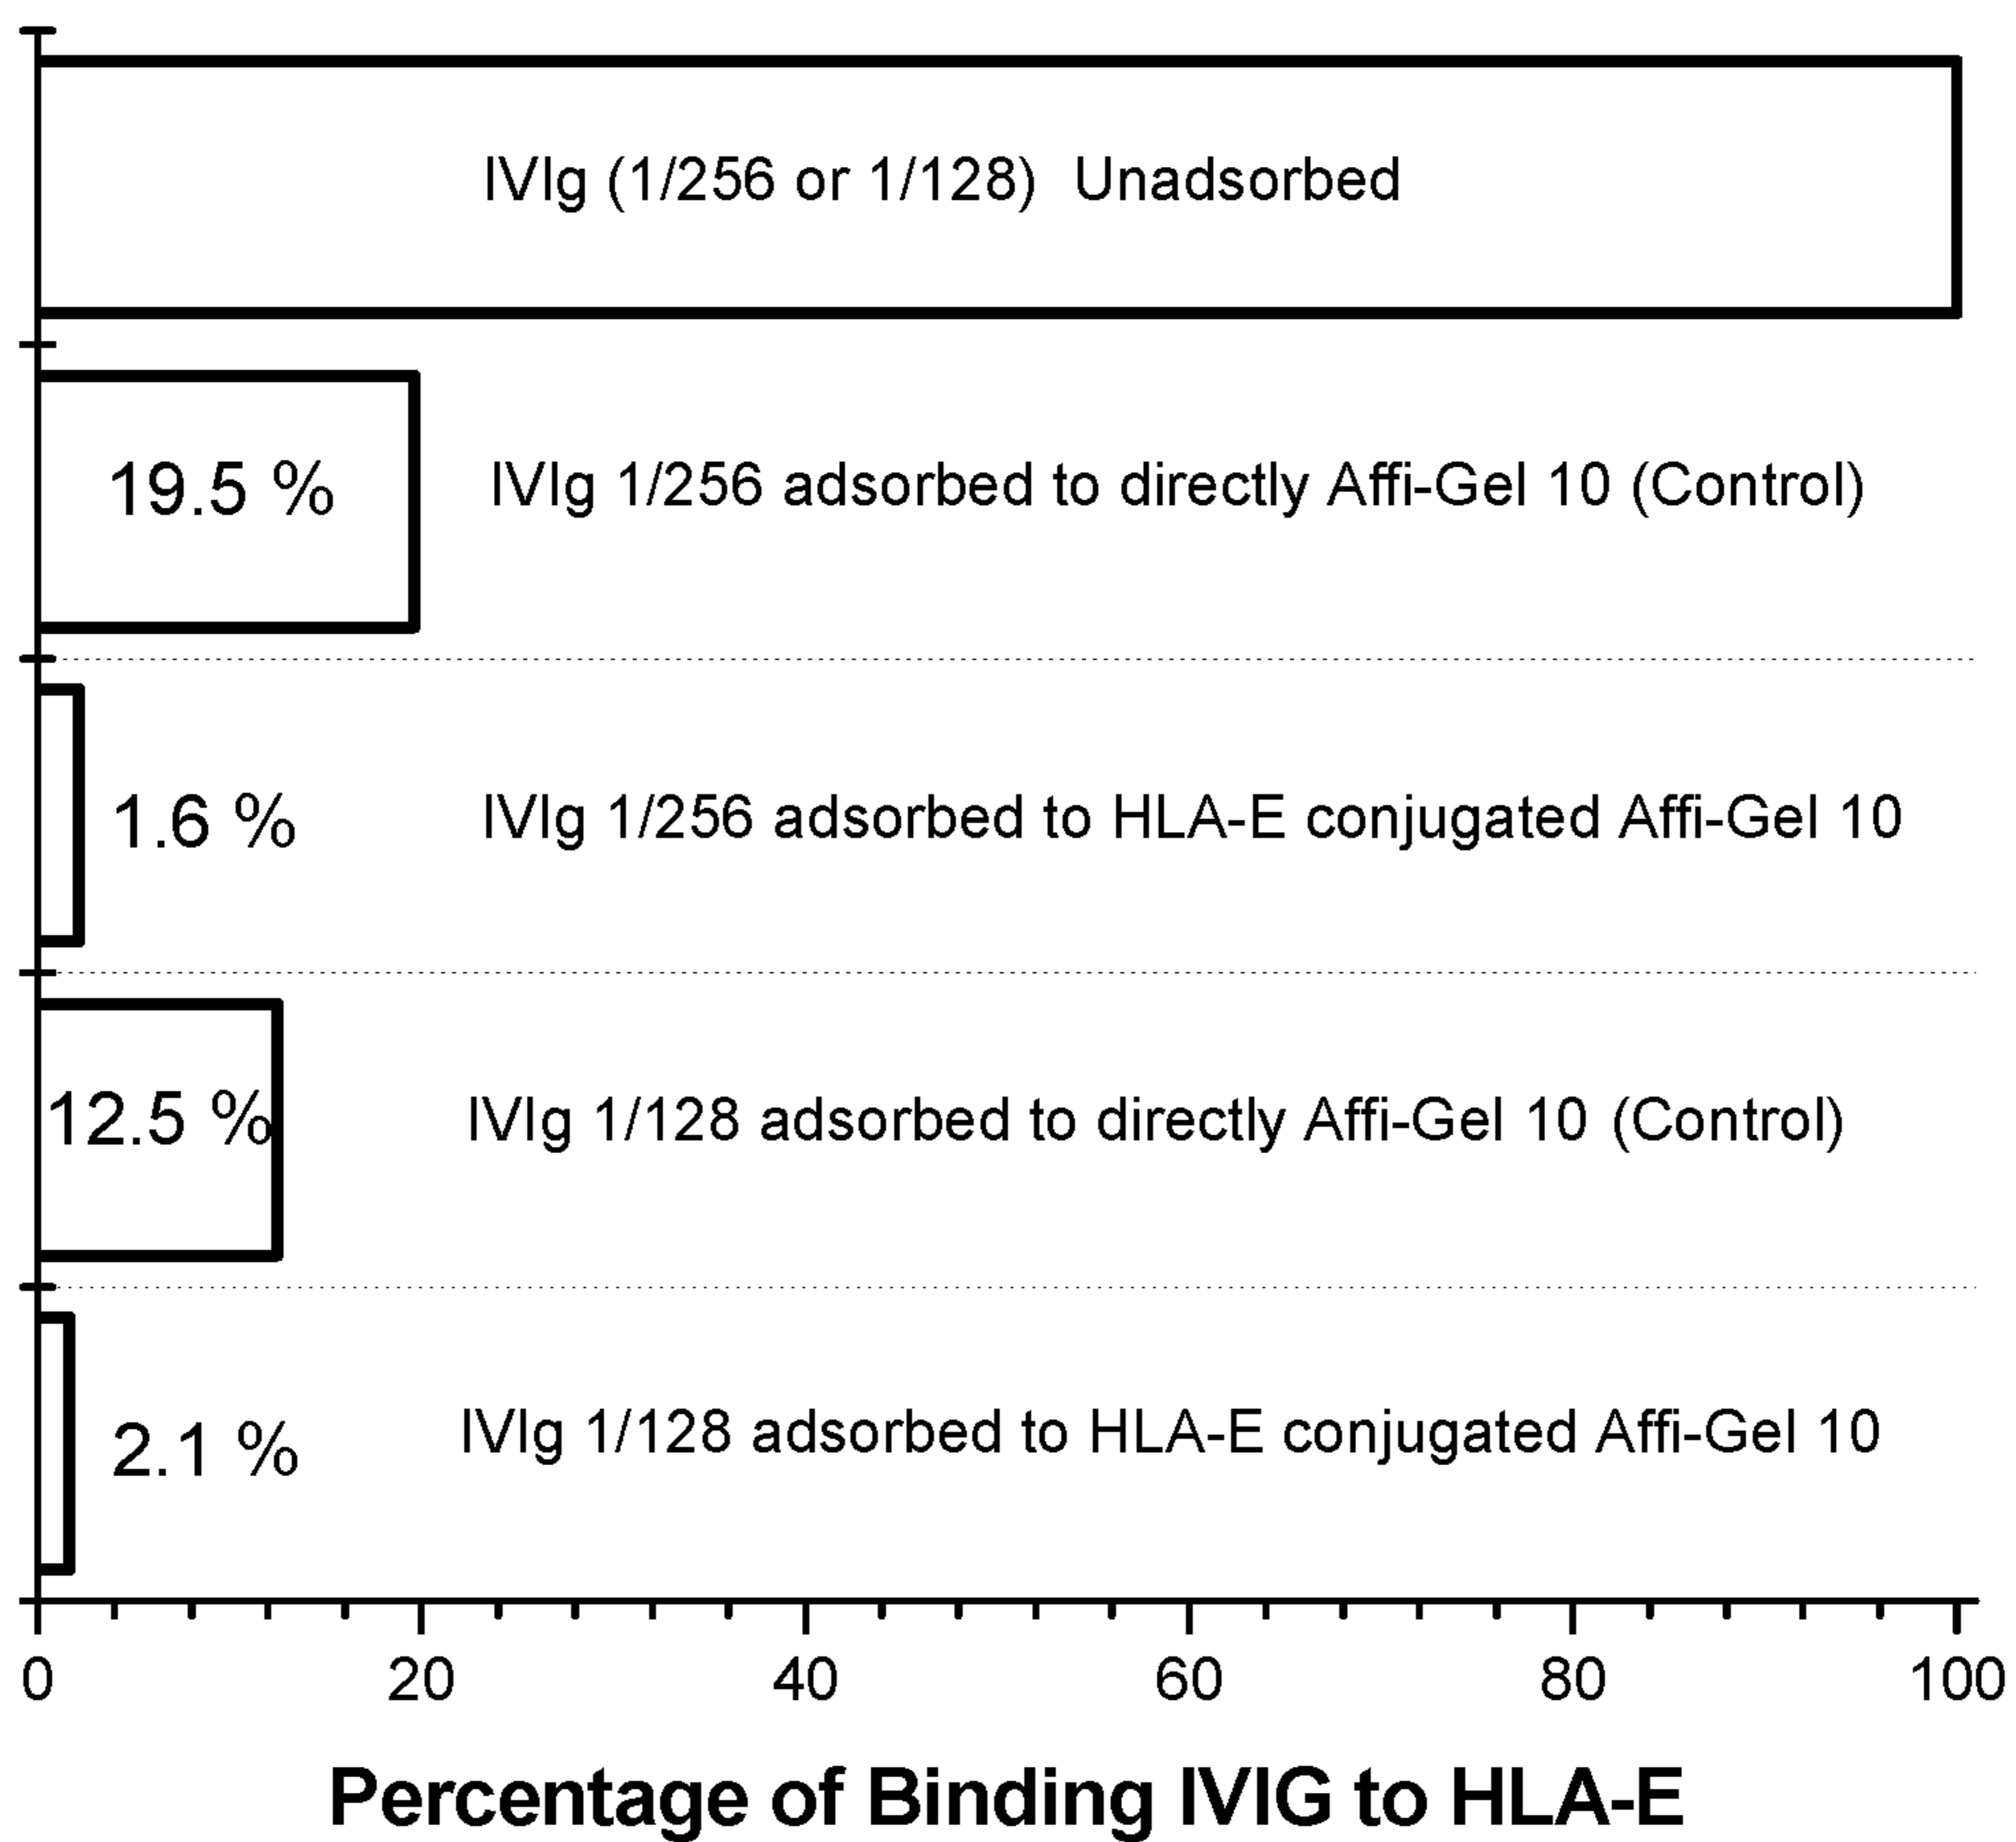 IVIg (1/256 or 1/128)  Unadsorbed
19.5 % IVIg 1/256 adsorbed to directly Affi-Gel 10 (Control)
1.6 % IVIg 1/256 adsorbed to HLA-E conjugated Affi-Gel 10
12.5 % IVIg 1/128 adsorbed to directly Affi-Gel 10 (Control)
2.1 % IVIg 1/128 adsorbed to HLA-E conjugated Affi-Gel 10
0 20 40 60 80 100
Percentage of Binding IVIG to HLA-E